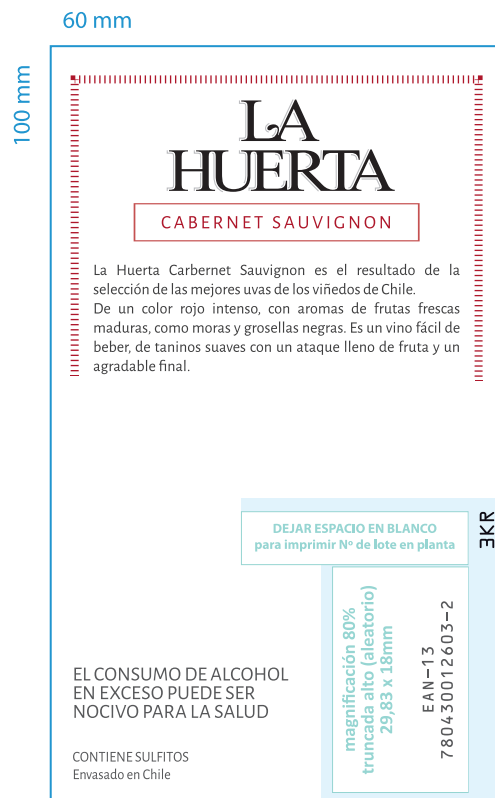 60 mm
100 mm
LA
HUERTA
CABERNET SAUVIGNON
La Huerta Carbernet Sauvignon es el resultado de la
selección de las mejores uvas de los viñedos de Chile.
De un color rojo intenso, con aromas de frutas frescas
maduras, como moras y grosellas negras. Es un vino fácil de
beber, de taninos suaves con un ataque lleno de fruta y un
agradable final.
DEJAR ESPACIO EN BLANCO
para imprimir Nº de lote en planta
3KR
magnificación 80%
truncada alto (aleatorio)
29,83 x 18mm
EAN-13
780430012603-2
EL CONSUMO DE ALCOHOL
EN EXCESO PUEDE SER
NOCIVO PARA LA SALUD
CONTIENE SULFITOS
Envasado en Chile